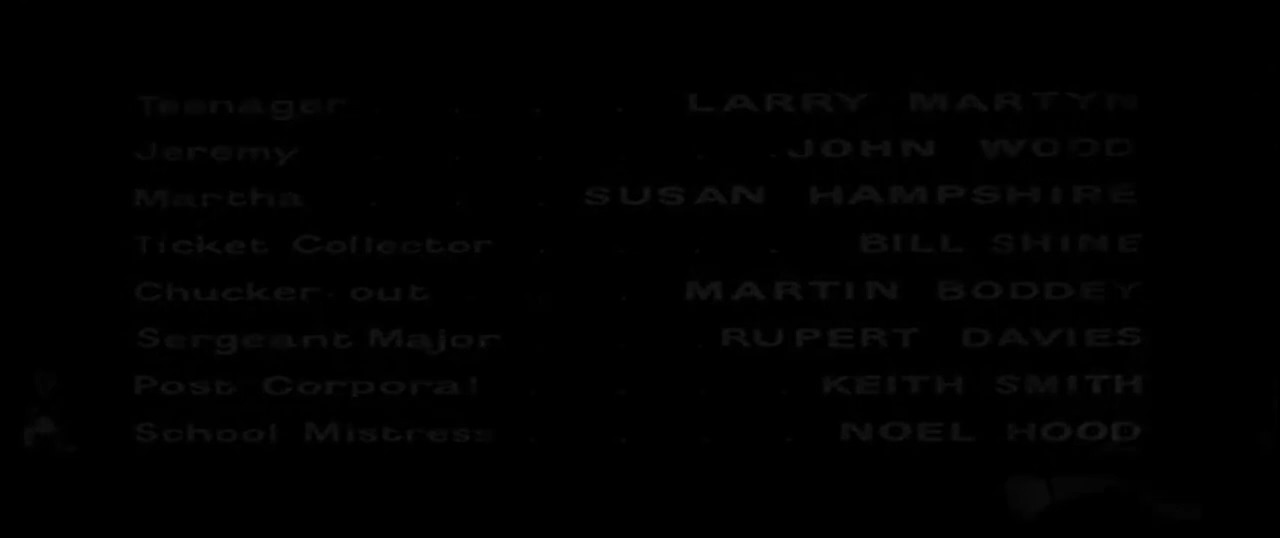 Teenager . . . . LARRY MARTYN
Jeremy . . . . . . JOHN WOOD
Martha . . . SUSAN HAMPSHIRE
Ticket Collector . . . . BILL SHINE
Chucker-out . . . MARTIN BODDEY
Sergeant Major . . . RUPERT DAVIES
Post Corporal . . . . KEITH SMITH
School Mistress . . . . NOEL HOOD